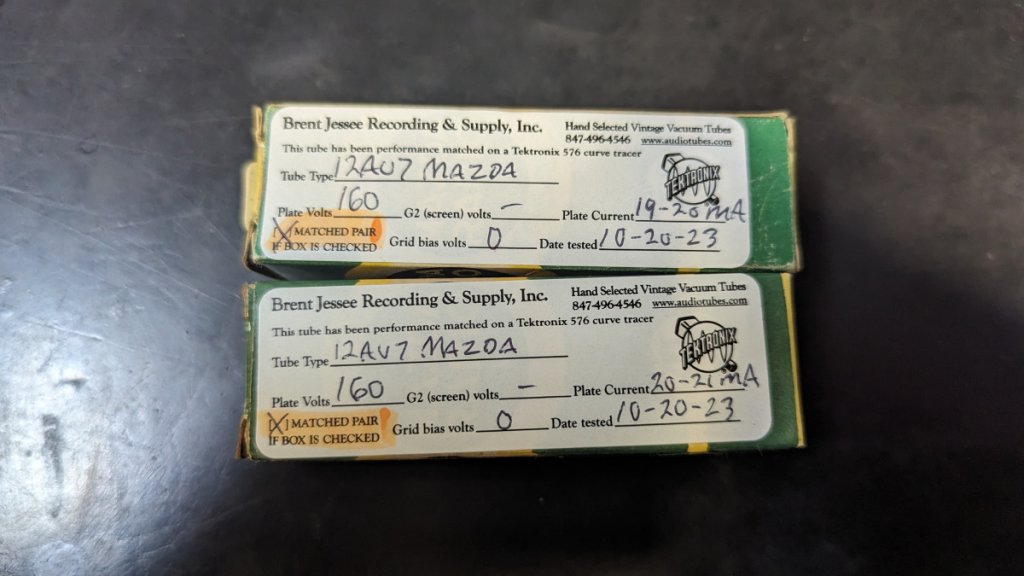 Brent Jessee Recording & Supply, Inc. Hand Selected Vintage Vacuum Tubes
847-496-4546 www.audiotubes.com
This tube has been performance matched on a Tektronix 576 curve tracer
Tube Type 12AU7 MAZDA
TEKTRONIX
Plate Volts 160 G2 (screen) volts - Plate Current 19-20 MA
[X] MATCHED PAIR
IF BOX IS CHECKED Grid bias volts 0 Date tested 10-20-23
Brent Jessee Recording & Supply, Inc. Hand Selected Vintage Vacuum Tubes
847-496-4546 www.audiotubes.com
This tube has been performance matched on a Tektronix 576 curve tracer
Tube Type 12AU7 MAZDA
TEKTRONIX
Plate Volts 160 G2 (screen) volts - Plate Current 20-21 MA
[X] MATCHED PAIR
IF BOX IS CHECKED Grid bias volts 0 Date tested 10-20-23